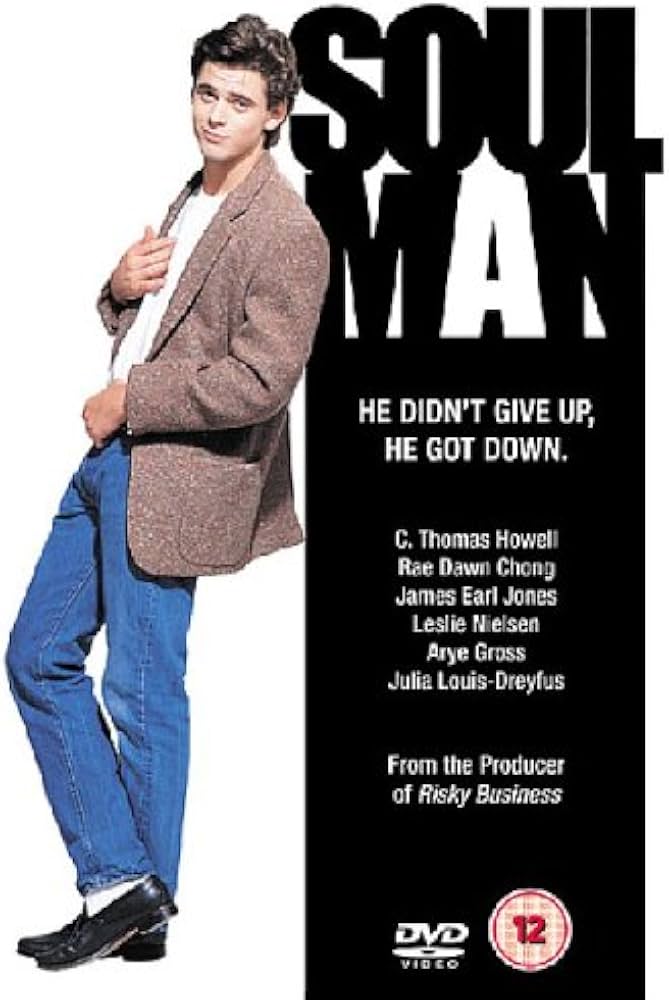 SOUL
MAN
HE DIDN'T GIVE UP,
HE GOT DOWN.
C. Thomas Howell
Rae Dawn Chong
James Earl Jones
Leslie Nielsen
Arye Gross
Julia Louis-Dreyfus
From the Producer
of Risky Business
DVD
VIDEO
12